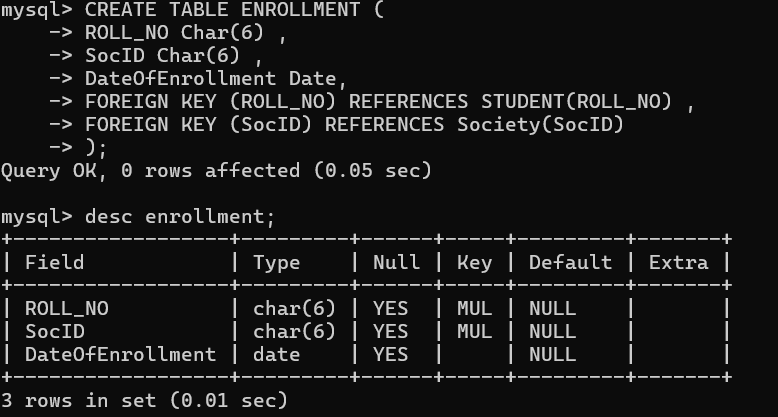 mysql> CREATE TABLE ENROLLMENT (
    -> ROLL_NO Char(6) ,
    -> SocID Char(6) ,
    -> DateOfEnrollment Date,
    -> FOREIGN KEY (ROLL_NO) REFERENCES STUDENT(ROLL_NO) ,
    -> FOREIGN KEY (SocID) REFERENCES Society(SocID)
    -> );
Query OK, 0 rows affected (0.05 sec)

mysql> desc enrollment;
+------------------+---------+------+-----+---------+-------+
| Field            | Type    | Null | Key | Default | Extra |
+------------------+---------+------+-----+---------+-------+
| ROLL_NO          | char(6) | YES  | MUL | NULL    |       |
| SocID            | char(6) | YES  | MUL | NULL    |       |
| DateOfEnrollment | date    | YES  |     | NULL    |       |
+------------------+---------+------+-----+---------+-------+
3 rows in set (0.01 sec)